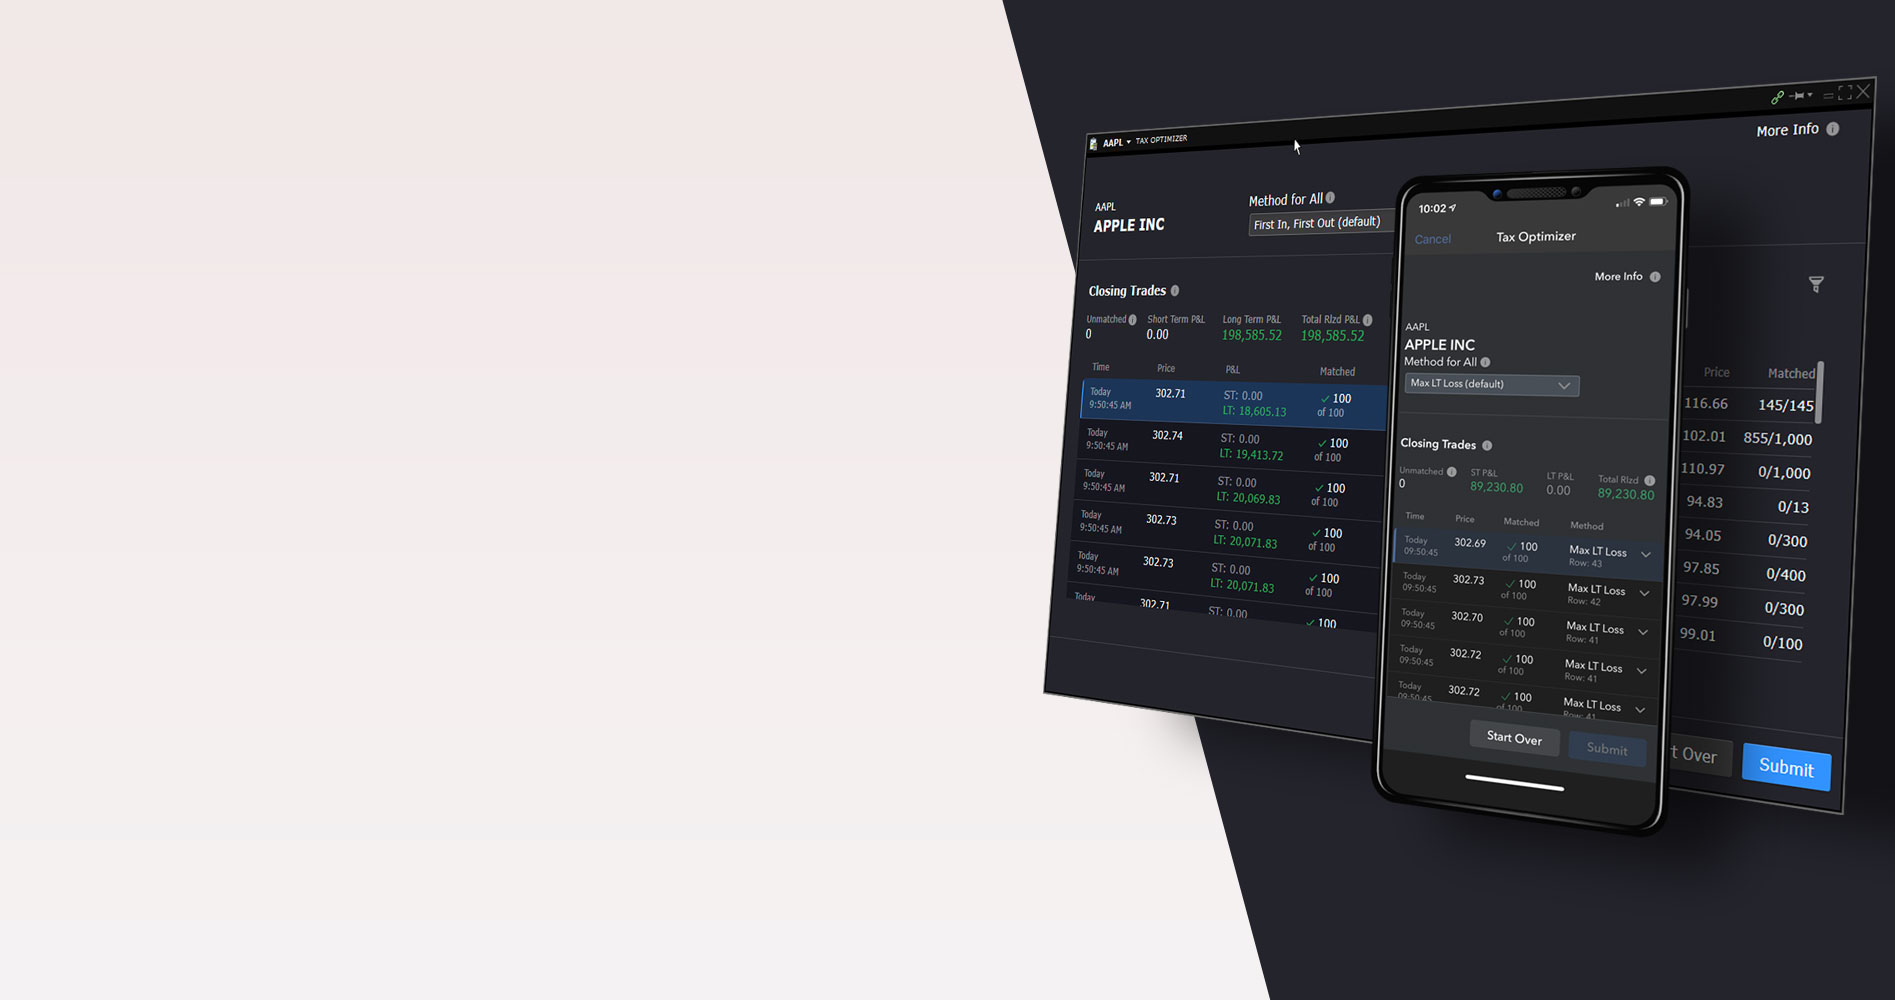 AAPL TAX OPTIMIZER
More Info
AAPL
APPLE INC
Method for All
First In, First Out (default)
Closing Trades
Unmatched Short Term P&L Long Term P&L Total Rlzd P&L
0 0.00 198,585.52 198,585.52
Time Price P&L Matched
Today 302.71 ST: 0.00 100
9:50:45 AM LT: 18,605.13 of 100
Today 302.74 ST: 0.00 100
9:50:45 AM LT: 19,413.72 of 100
Today 302.71 ST: 0.00 100
9:50:45 AM LT: 20,069.83 of 100
Today 302.73 ST: 0.00 100
9:50:45 AM LT: 20,071.83 of 100
Today 302.73 ST: 0.00 100
9:50:45 AM LT: 20,071.83 of 100
Today 302.71 ST: 0.00 100
Price Matched
116.66 145/145
102.01 855/1,000
110.97 0/1,000
94.83 0/13
94.05 0/300
97.85 0/400
97.99 0/300
99.01 0/100
t Over Submit
10:02
Cancel Tax Optimizer
More Info
AAPL
APPLE INC
Method for All
Max LT Loss (default)
Closing Trades
Unmatched ST P&L LT P&L Total Rlzd
0 89,230.80 0.00 89,230.80
Time Price Matched Method
Today 302.69 100 Max LT Loss
09:50:45 of 100 Row: 43
Today 302.73 100 Max LT Loss
09:50:45 of 100 Row: 42
Today 302.70 100 Max LT Loss
09:50:45 of 100 Row: 41
Today 302.72 100 Max LT Loss
09:50:45 of 100 Row: 41
Today 302.72 100 Max LT Loss
09:50:45 of 100 Row: 41
Start Over Submit